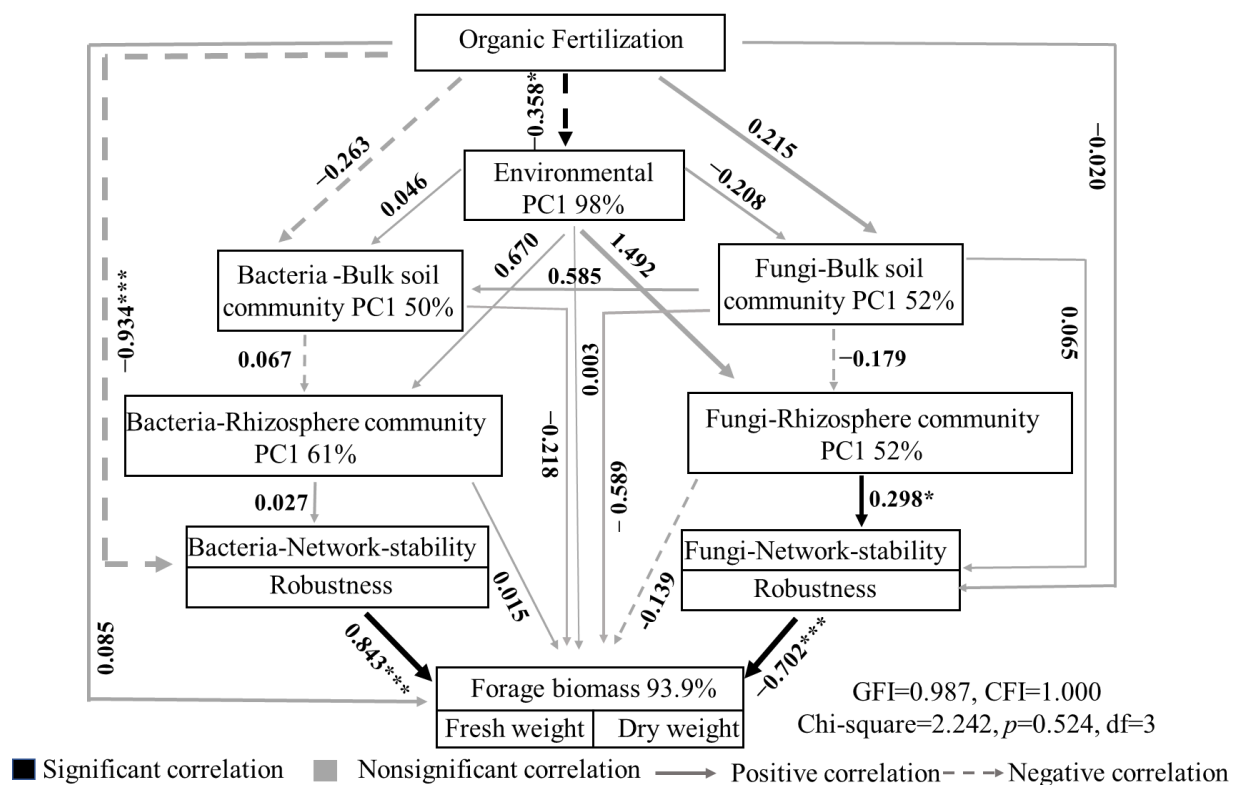 Organic Fertilization
−0.358*
−0.263
0.215
−0.020
Environmental
PC1 98%
0.046
−0.208
0.670
1.492
Bacteria -Bulk soil
community PC1 50%
0.585
Fungi-Bulk soil
community PC1 52%
−0.934***
0.067
0.003
−0.179
0.065
Bacteria-Rhizosphere community
PC1 61%
−0.218
−0.589
Fungi-Rhizosphere community
PC1 52%
0.027
0.298*
Bacteria-Network-stability
Robustness
0.015
-0.139
Fungi-Network-stability
Robustness
0.085
0.843***
−0.702***
Forage biomass 93.9%
Fresh weight
Dry weight
GFI=0.987, CFI=1.000
Chi-square=2.242, p=0.524, df=3
Significant correlation
Nonsignificant correlation
Positive correlation
Negative correlation